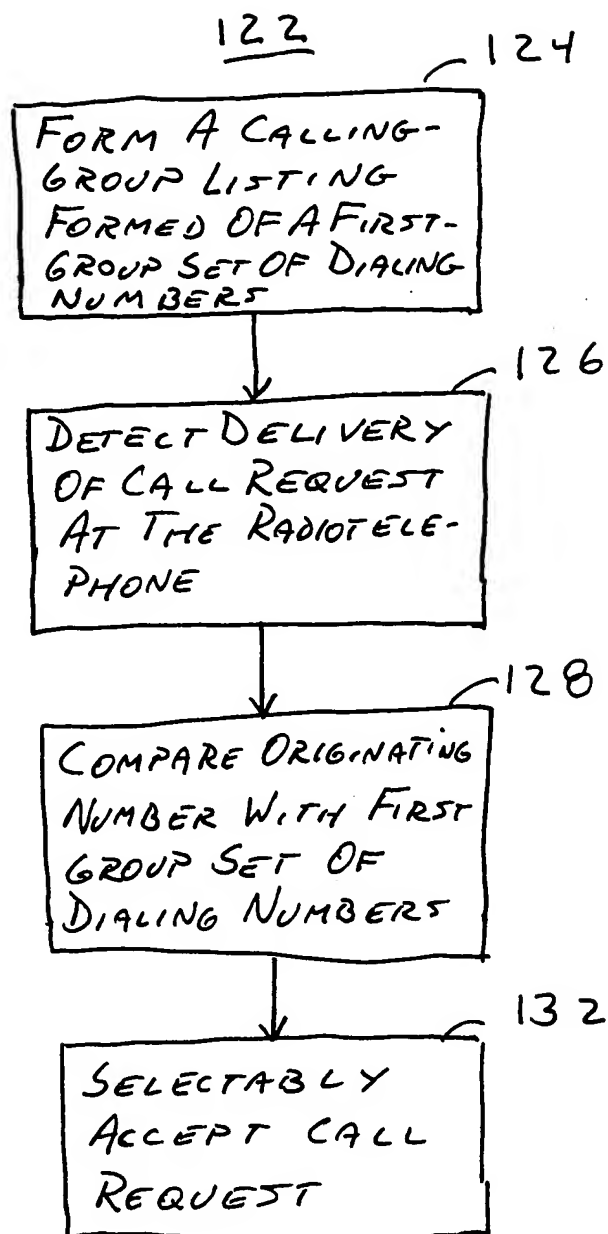 122
124
FORM A CALLING-
GROUP LISTING
FORMED OF A FIRST-
GROUP SET OF DIALING
NUMBERS
126
DETECT DELIVERY
OF CALL REQUEST
AT THE RADIOTELE-
PHONE
128
COMPARE ORIGINATING
NUMBER WITH FIRST
GROUP SET OF
DIALING NUMBERS
132
SELECTABLY
ACCEPT CALL
REQUEST